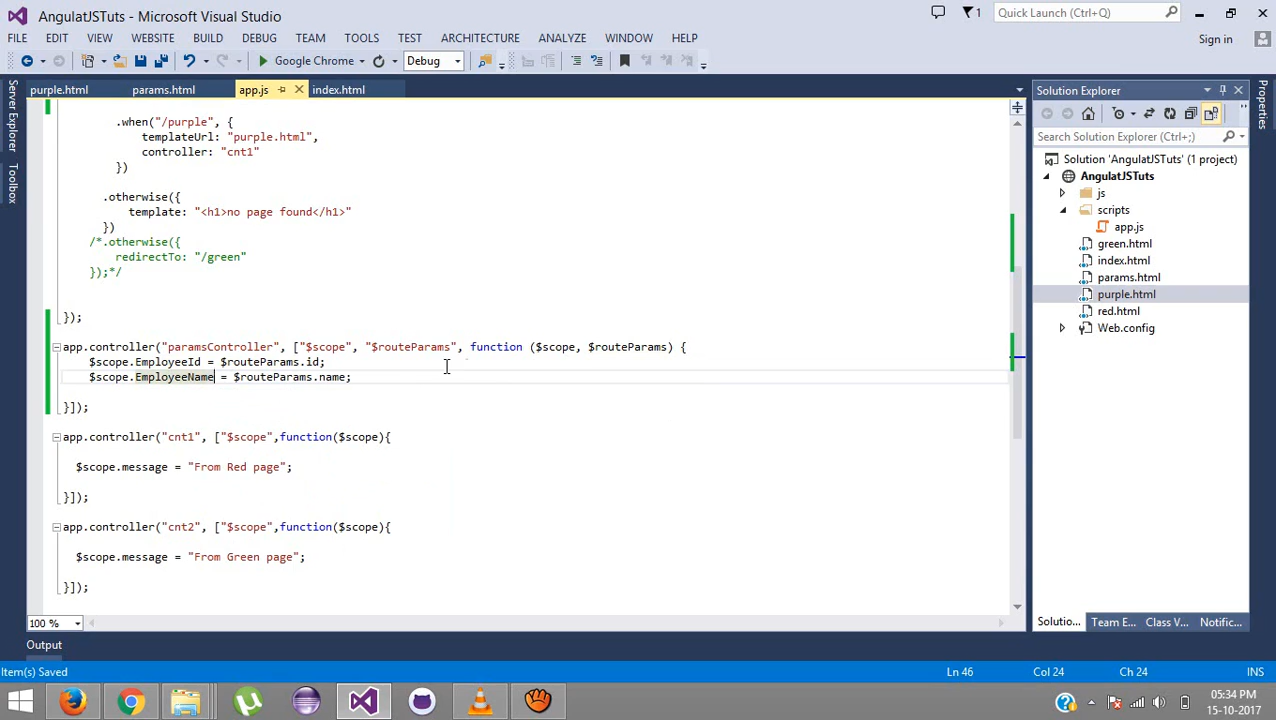 AngulatJSTuts - Microsoft Visual Studio
1
Quick Launch (Ctrl+Q)
FILE EDIT VIEW WEBSITE BUILD DEBUG TEAM TOOLS TEST ARCHITECTURE ANALYZE WINDOW HELP
Sign in
Google Chrome
Debug
purple.html params.html app.js index.html
Server Explorer
Toolbox
.when("/purple", {
templateUrl: "purple.html",
controller: "cnt1"
})
.otherwise({
template: "<h1>no page found</h1>"
})
/*.otherwise({
redirectTo: "/green"
});*/
});
app.controller("paramsController", ["$scope", "$routeParams", function ($scope, $routeParams) {
$scope.EmployeeId = $routeParams.id;
$scope.EmployeeName = $routeParams.name;
}]);
app.controller("cnt1", ["$scope",function($scope){
$scope.message = "From Red page";
}]);
app.controller("cnt2", ["$scope",function($scope){
$scope.message = "From Green page";
}]);
100 %
Solution Explorer
Search Solution Explorer (Ctrl+;)
Solution 'AngulatJSTuts' (1 project)
AngulatJSTuts
js
scripts
app.js
green.html
index.html
params.html
purple.html
red.html
Web.config
Solutio... Team E... Class V... Notific...
Properties
Output
Item(s) Saved
Ln 46
Col 24
Ch 24
INS
05:34 PM
15-10-2017